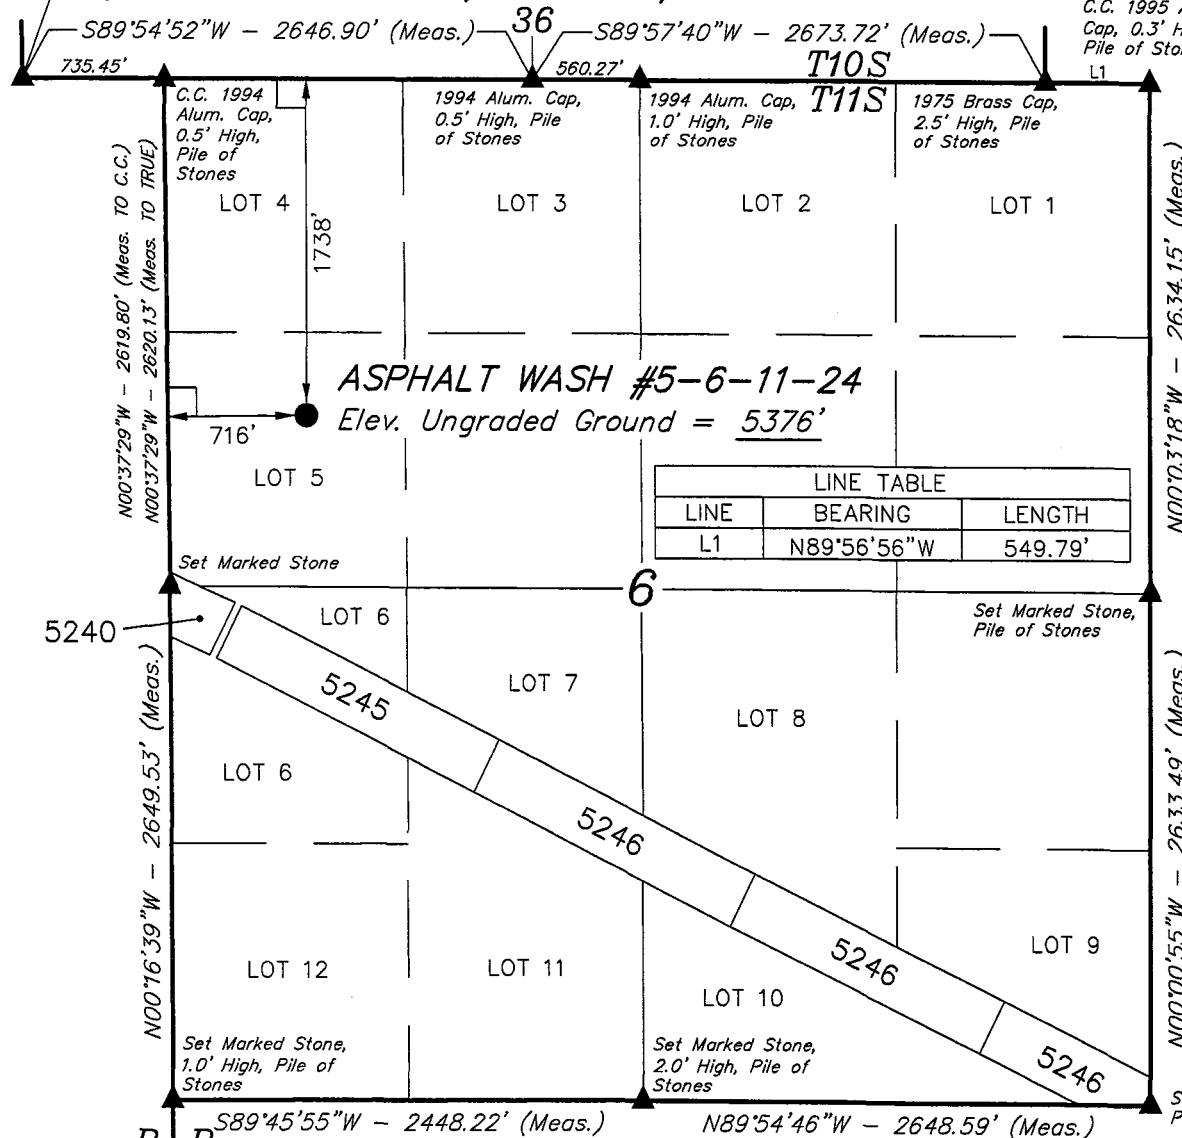 C.C. 1995
Cap, 0.3'
Pile of
36
S89°54'52"W - 2646.90' (Meas.)
S89°57'40"W - 2673.72' (Meas.)
735.45'
560.27'
T10S
L1
T11S
C.C. 1994
Alum. Cap,
0.5' High,
Pile of
Stones
1994 Alum. Cap,
0.5' High, Pile
of Stones
1994 Alum. Cap,
1.0' High, Pile
of Stones
1975 Brass Cap,
2.5' High, Pile
of Stones
LOT 4
LOT 3
LOT 2
LOT 1
1738'
N00°37'29"W - 2619.80' (Meas. TO C.C.)
N00°37'29"W - 2620.13' (Meas. TO TRUE)
N00°03'18"W - 2634.15' (Meas.)
ASPHALT WASH #5-6-11-24
Elev. Ungraded Ground = 5376'
716'
LOT 5
LINE TABLE
LINE BEARING LENGTH
L1 N89°56'56"W 549.79'
Set Marked Stone
6
Set Marked Stone,
Pile of Stones
5240
LOT 6
5245
LOT 7
LOT 8
LOT 6
5246
N00°16'39"W - 2649.53' (Meas.)
N00°00'55"W - 2633.49' (Meas.)
5246
LOT 9
LOT 12
LOT 11
LOT 10
5246
Set Marked Stone,
1.0' High, Pile of
Stones
Set Marked Stone,
2.0' High, Pile of
Stones
S89°45'55"W - 2448.22' (Meas.)
N89°54'46"W - 2648.59' (Meas.)